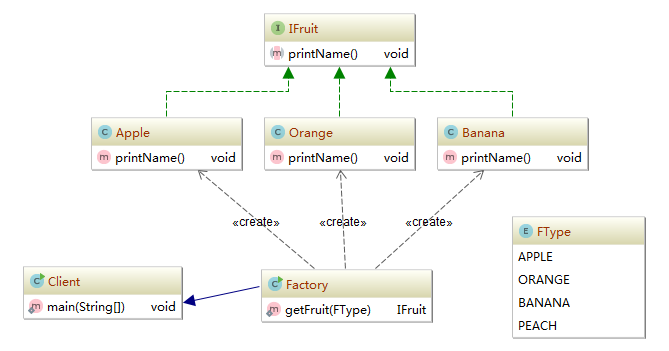 I IFruit
m printName() void
C Apple
m printName() void
C Orange
m printName() void
C Banana
m printName() void
«create» «create» «create»
E FType
APPLE
ORANGE
BANANA
PEACH
C Client
m main(String[]) void
C Factory
m getFruit(FType) IFruit